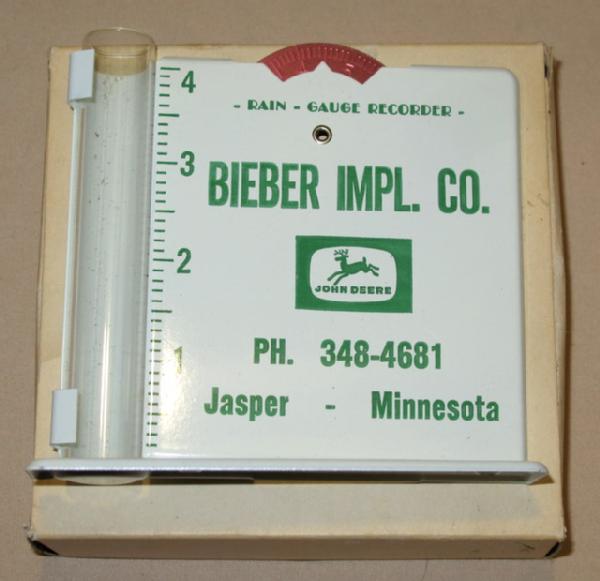 - RAIN - GAUGE RECORDER -
4
3
2
1
BIEBER IMPL. CO.
JOHN DEERE
PH. 348-4681
Jasper - Minnesota